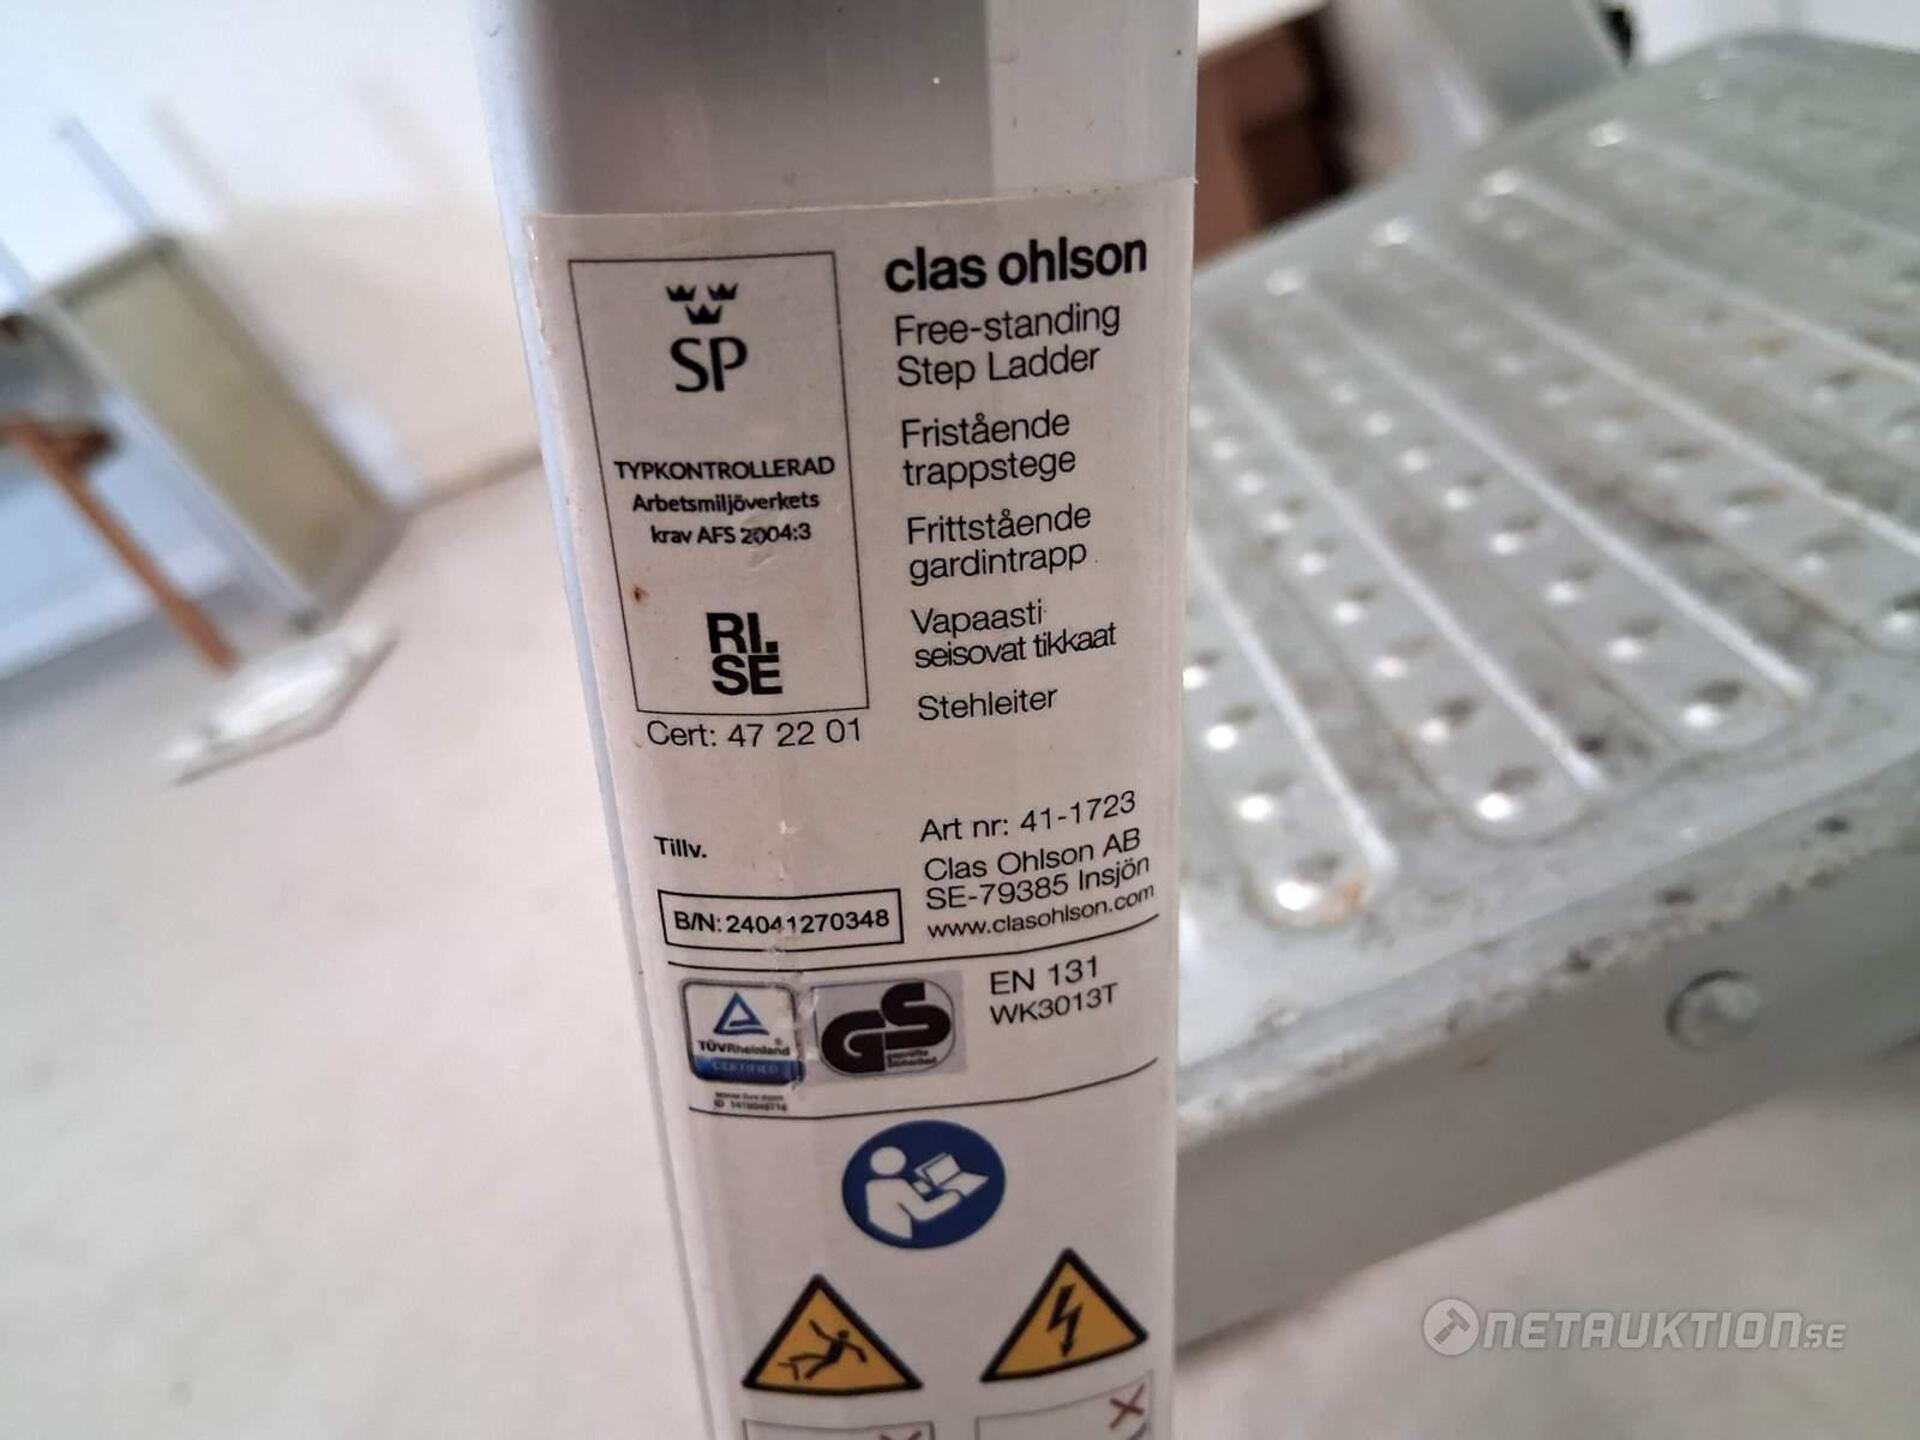 SP
TYPKONTROLLERAD
Arbetsmiljöverkets
krav AFS 2004:3
RI.
SE
Cert: 47 22 01
clas ohlson
Free-standing
Step Ladder
Fristående
trappstege
Frittstående
gardintrapp
Vapaasti
seisovat tikkaat
Stehleiter
Tillv.
B/N: 24041270348
Art nr: 41-1723
Clas Ohlson AB
SE-79385 Insjön
www.clasohlson.com
TÜVRheinland®
CERTIFIED
GS
geprüfte
Sicherheit
EN 131
WK3013T
NETAUKTION.SE